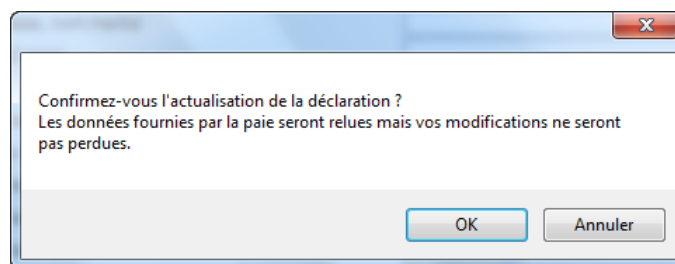 Confirmez-vous l'actualisation de la déclaration ?
Les données fournies par la paie seront relues mais vos modifications ne seront
pas perdues.
OK Annuler